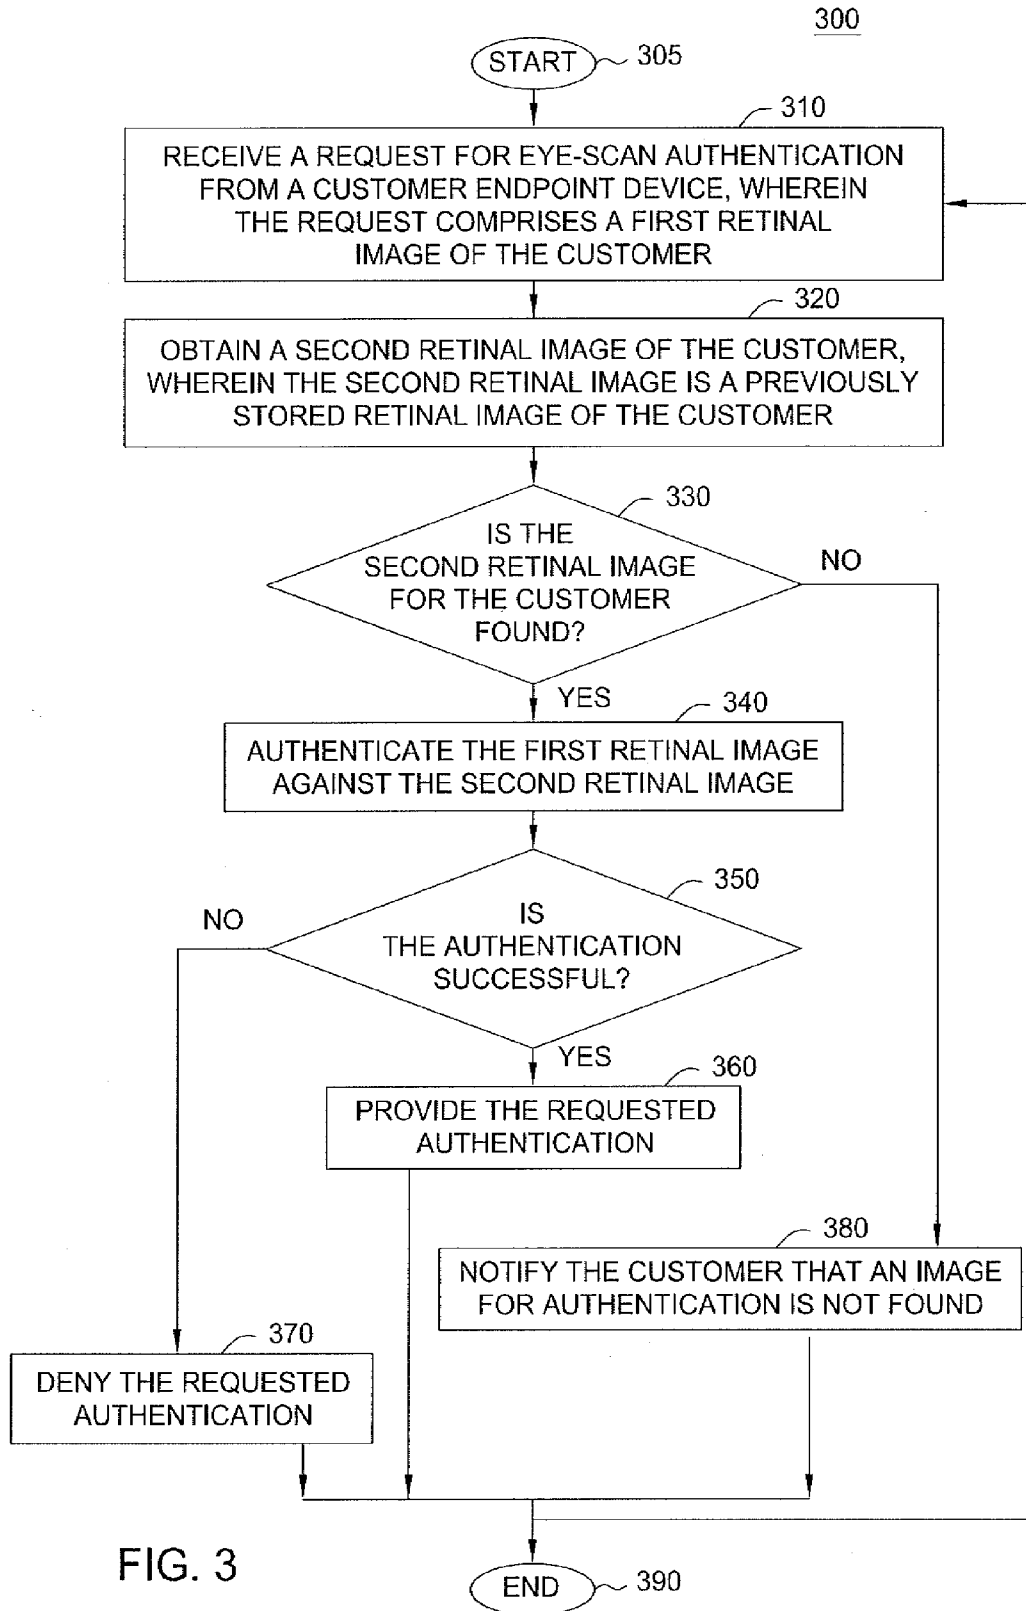 300
START
305
310
RECEIVE A REQUEST FOR EYE-SCAN AUTHENTICATION
FROM A CUSTOMER ENDPOINT DEVICE, WHEREIN
THE REQUEST COMPRISES A FIRST RETINAL
IMAGE OF THE CUSTOMER
320
OBTAIN A SECOND RETINAL IMAGE OF THE CUSTOMER,
WHEREIN THE SECOND RETINAL IMAGE IS A PREVIOUSLY
STORED RETINAL IMAGE OF THE CUSTOMER
330
IS THE
SECOND RETINAL IMAGE
FOR THE CUSTOMER
FOUND?
NO
YES
340
AUTHENTICATE THE FIRST RETINAL IMAGE
AGAINST THE SECOND RETINAL IMAGE
350
NO
IS
THE AUTHENTICATION
SUCCESSFUL?
YES
360
PROVIDE THE REQUESTED
AUTHENTICATION
380
NOTIFY THE CUSTOMER THAT AN IMAGE
FOR AUTHENTICATION IS NOT FOUND
370
DENY THE REQUESTED
AUTHENTICATION
FIG. 3
END
390